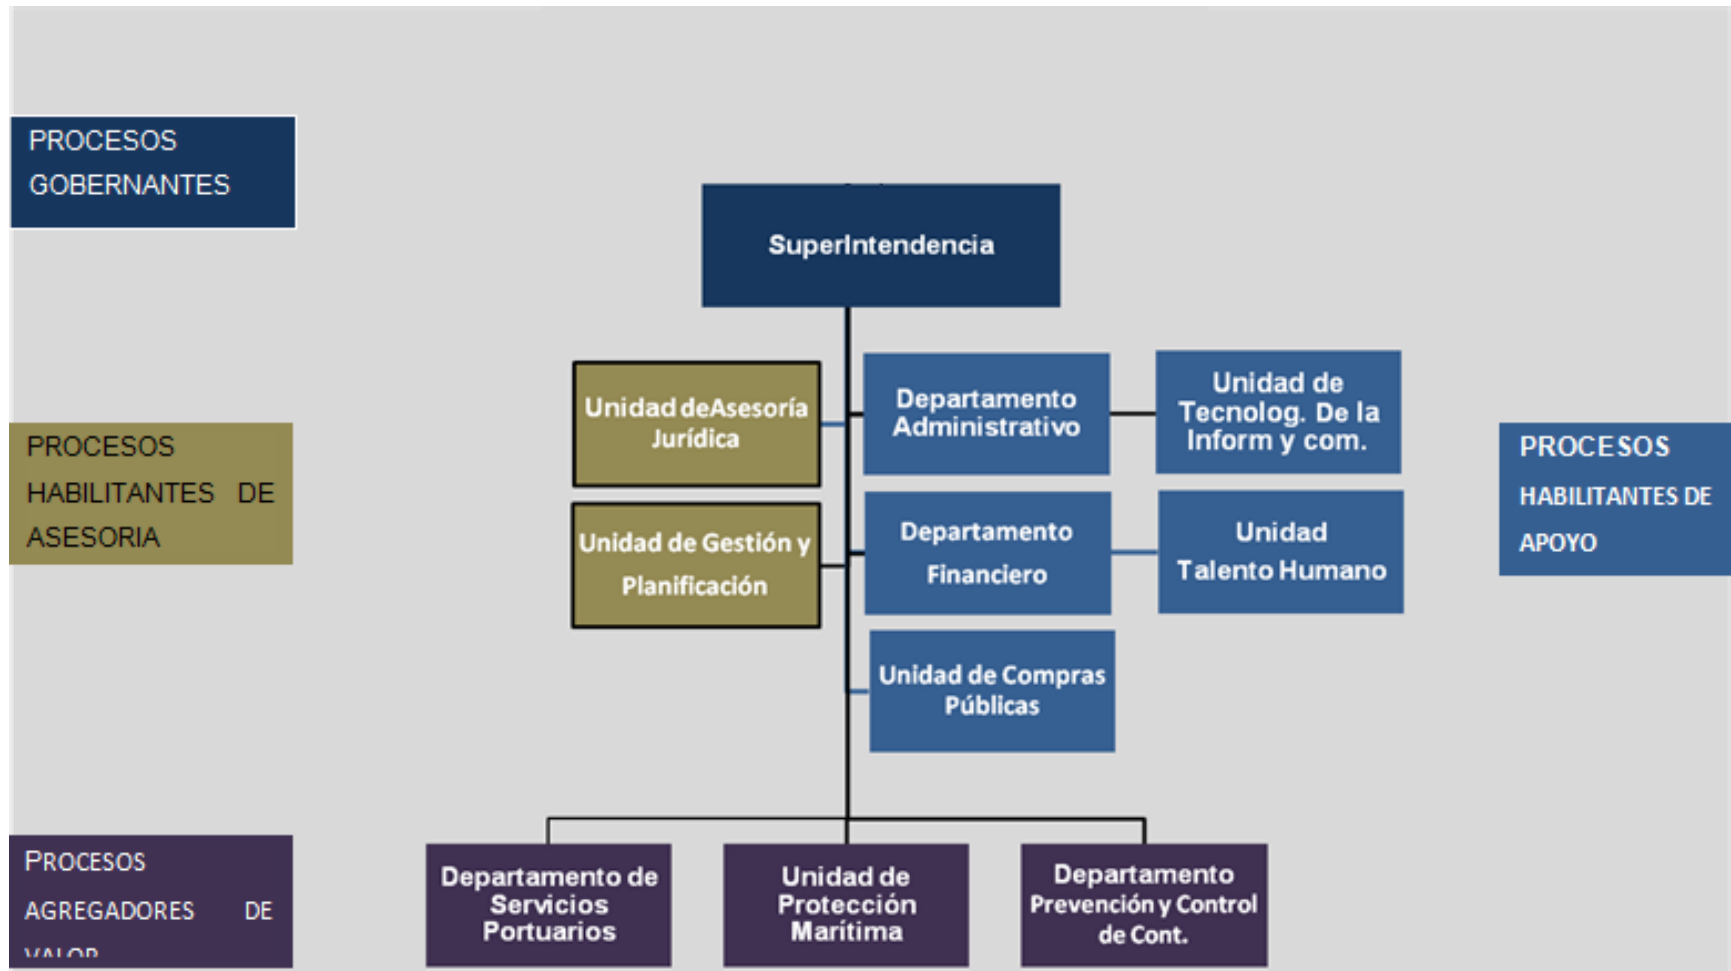 PROCESOS
GOBERNANTES
SuperIntendencia
Unidad deAsesoría
Jurídica
Departamento
Administrativo
Unidad de
Tecnolog. De la
Inform y com.
PROCESOS
HABILITANTES DE
ASESORIA
PROCESOS
HABILITANTES DE
APOYO
Unidad de Gestión y
Planificación
Departamento
Financiero
Unidad
Talento Humano
Unidad de Compras
Públicas
PROCESOS
AGREGADORES DE
VALOR
Departamento de
Servicios
Portuarios
Unidad de
Protección
Marítima
Departamento
Prevención y Control
de Cont.